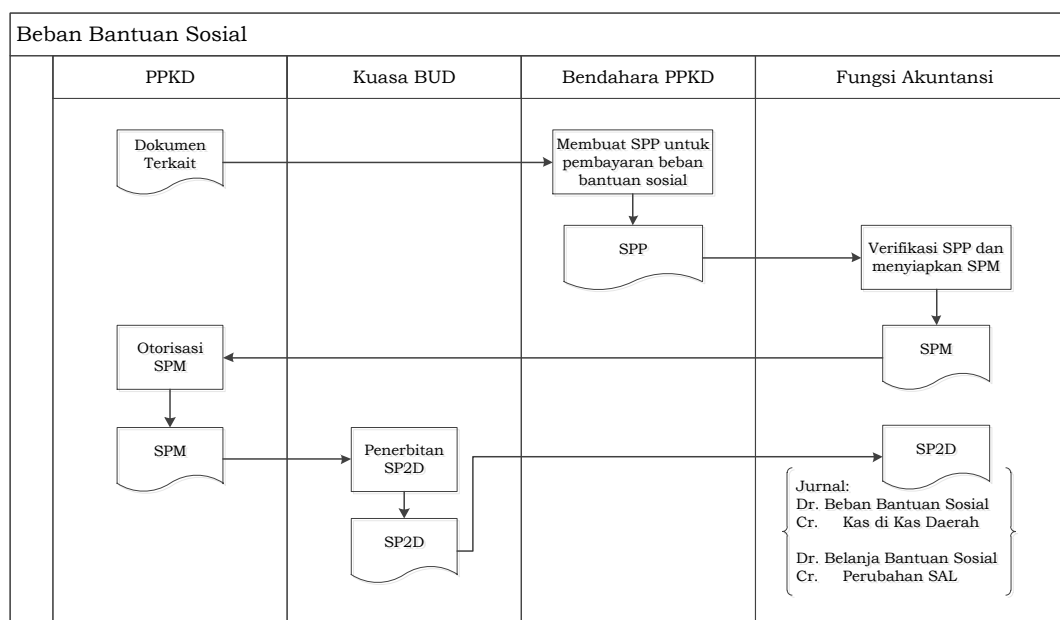 Beban Bantuan Sosial
PPKD
Kuasa BUD
Bendahara PPKD
Fungsi Akuntansi
Dokumen
Terkait
Membuat SPP untuk
pembayaran beban
bantuan sosial
SPP
Verifikasi SPP dan
menyiapkan SPM
SPM
Otorisasi
SPM
SPM
Penerbitan
SP2D
SP2D
SP2D
Jurnal:
Dr. Beban Bantuan Sosial
Cr. Kas di Kas Daerah
Dr. Belanja Bantuan Sosial
Cr. Perubahan SAL